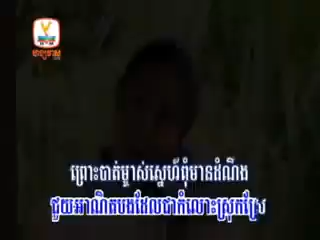 ព្រោះបាត់ម្ចាស់ស្នេហ៍ពុំមានដំណឹង
ជួយអាណិតបងដែលជាកំលោះស្រុកស្រែ